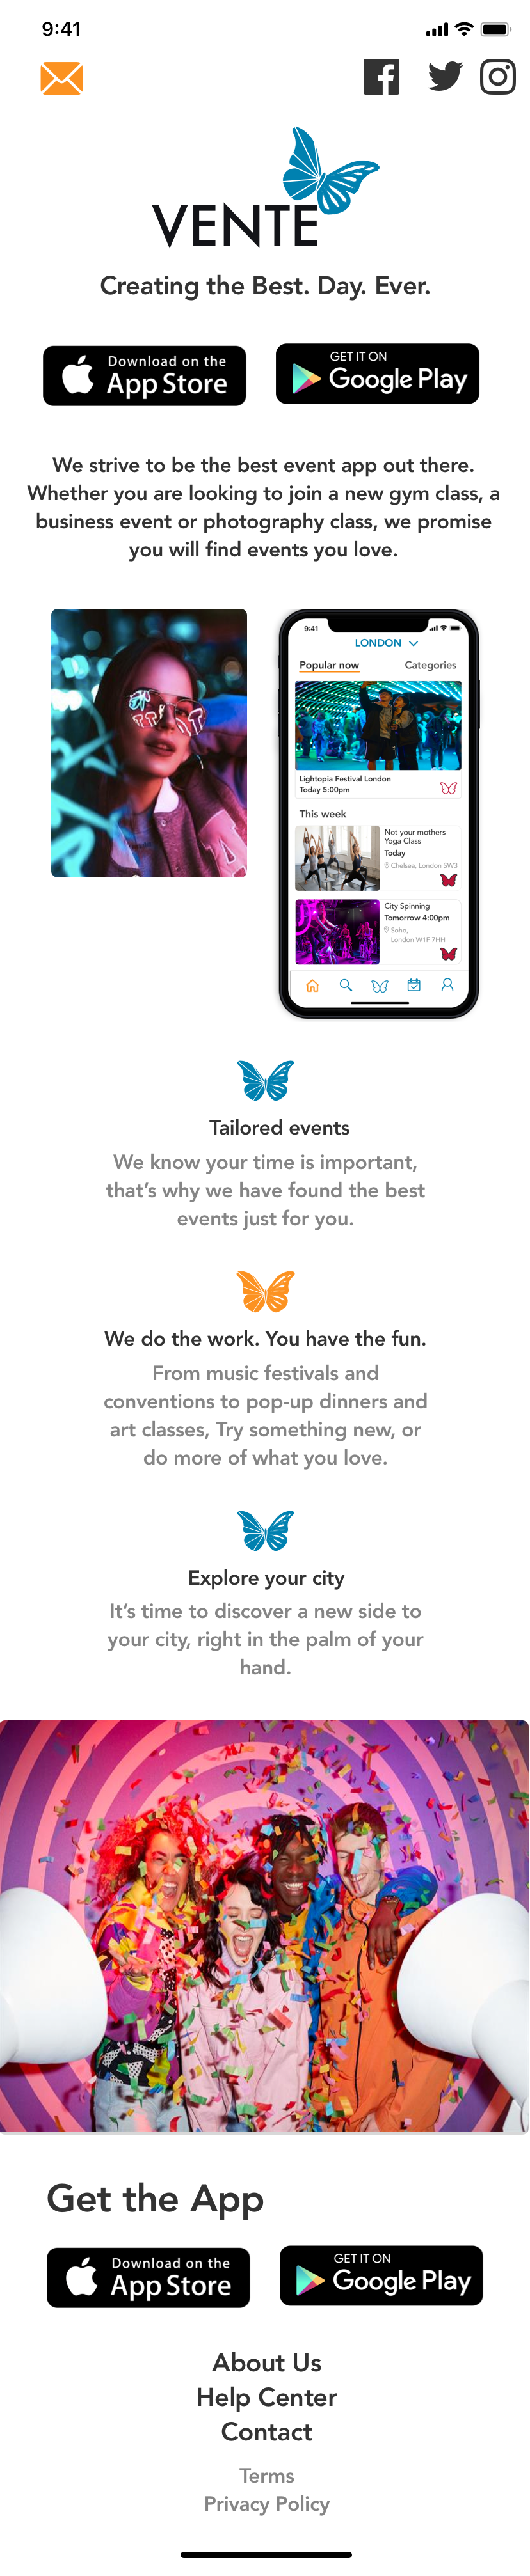 9:41
VENTE
Creating the Best. Day. Ever.
Download on the
App Store
GET IT ON
Google Play
We strive to be the best event app out there.
Whether you are looking to join a new gym class, a
business event or photography class, we promise
you will find events you love.
9:41
LONDON
Popular now
Categories
Lightopia Festival London
Today 5:00pm
This week
Not your mothers
Yoga Class
Today
Chelsea, London SW3
City Spinning
Tomorrow 4:00pm
Soho,
London W1F 7HH
Tailored events
We know your time is important,
that’s why we have found the best
events just for you.
We do the work. You have the fun.
From music festivals and
conventions to pop-up dinners and
art classes, Try something new, or
do more of what you love.
Explore your city
It’s time to discover a new side to
your city, right in the palm of your
hand.
Get the App
Download on the
App Store
GET IT ON
Google Play
About Us
Help Center
Contact
Terms
Privacy Policy